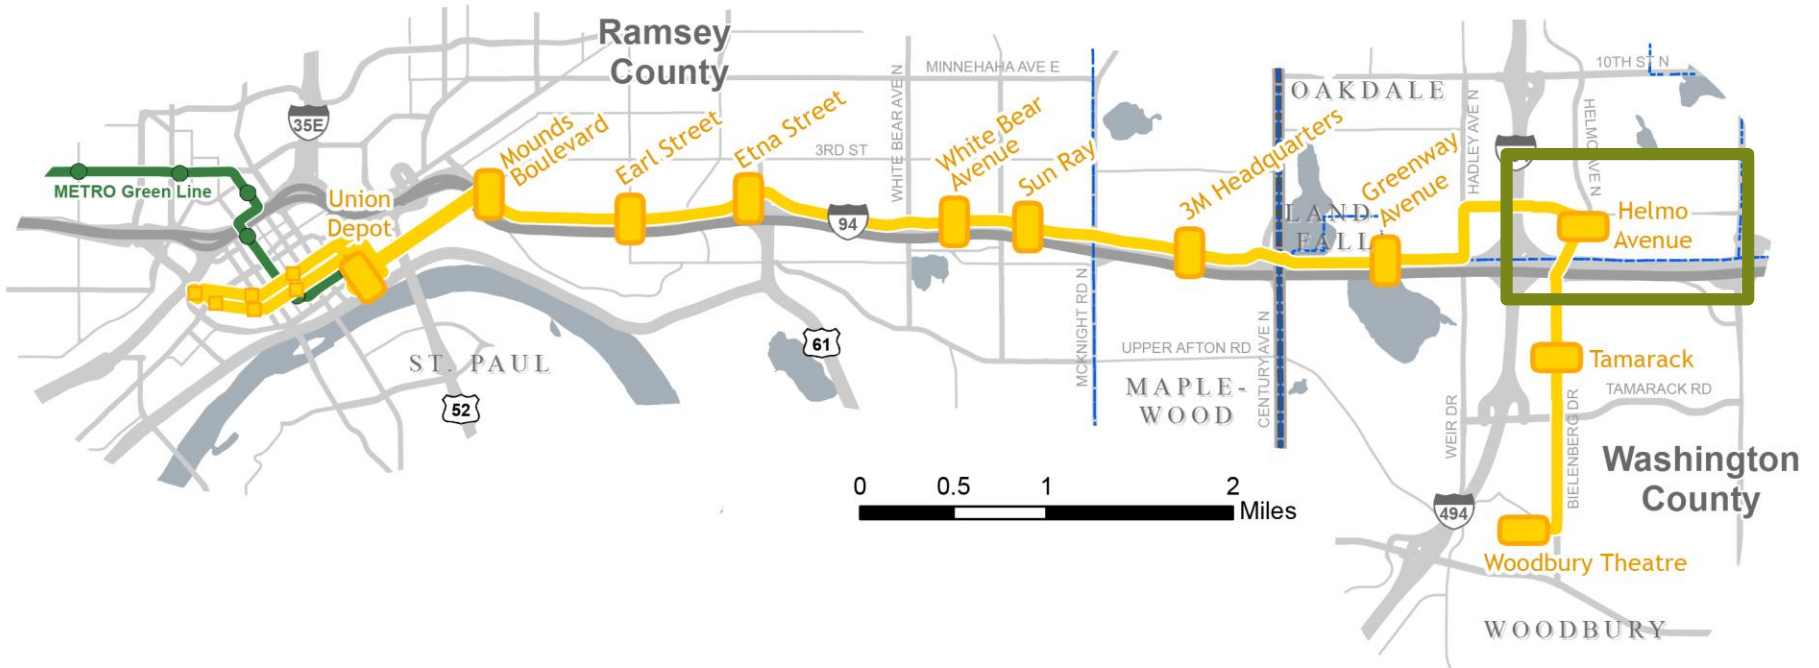 Ramsey
County
35E
METRO Green Line
Union
Depot
Mounds
Boulevard
Earl Street
Etna Street
MINNEHAHA AVE E
3RD ST
WHITE BEAR AVE N
94
White Bear
Avenue
Sun Ray
MCKNIGHT RD N
3M Headquarters
OAKDALE
LAND
FALL
Greenway
Avenue
HADLEY AVE N
10TH ST N
HELMO AVE N
Helmo
Avenue
ST. PAUL
52
61
UPPER AFTON RD
MAPLE-
WOOD
CENTURY AVE N
Tamarack
TAMARACK RD
WEIR DR
BIELENBERG DR
Washington
County
494
Woodbury Theatre
WOODBURY
0 0.5 1 2
Miles